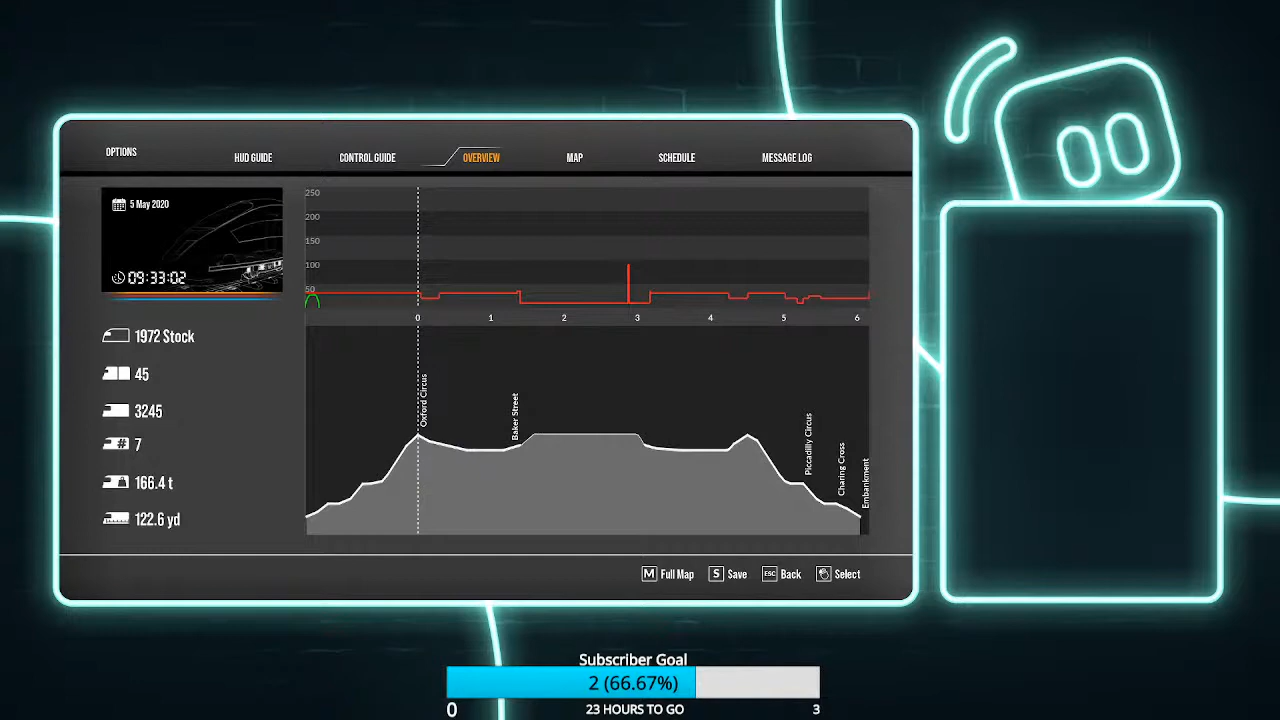 OPTIONS
HUD GUIDE
CONTROL GUIDE
OVERVIEW
MAP
SCHEDULE
MESSAGE LOG
5 May 2020
09:33:02
1972 Stock
45
3245
# 7
166.4 t
122.6 yd
250
200
150
100
50
0 1 2 3 4 5 6
Oxford Circus
Baker Street
Piccadilly Circus
Charing Cross
Embankment
M Full Map
S Save
ESC Back
Select
Subscriber Goal
2 (66.67%)
0 23 HOURS TO GO 3